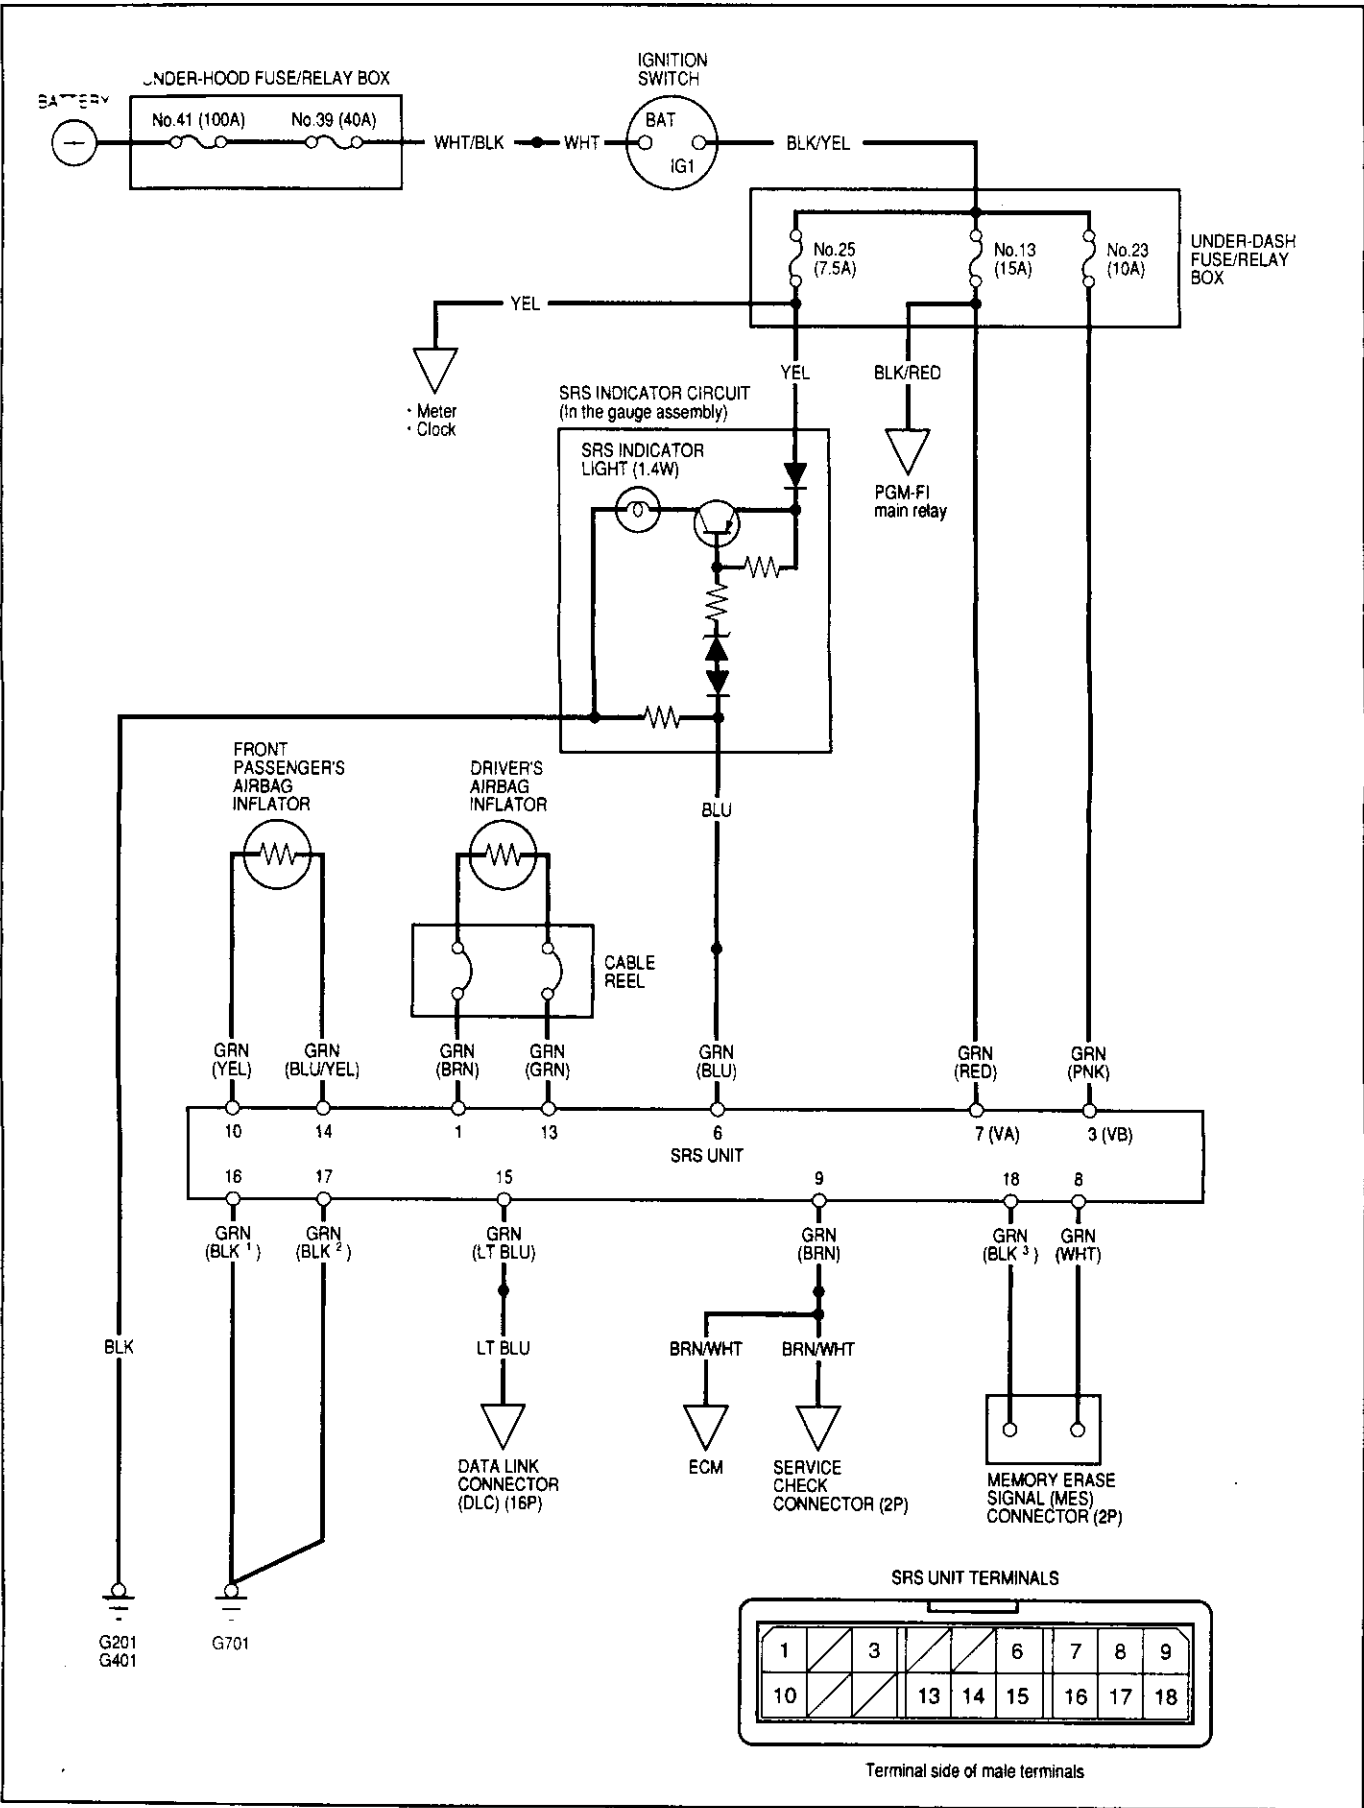 UNDER-HOOD FUSE/RELAY BOX
BATTERY
No.41 (100A)
No.39 (40A)
WHT/BLK
WHT
IGNITION
SWITCH
BAT
IG1
BLK/YEL
No.25
(7.5A)
No.13
(15A)
No.23
(10A)
UNDER-DASH
FUSE/RELAY
BOX
YEL
YEL
BLK/RED
• Meter
• Clock
SRS INDICATOR CIRCUIT
(In the gauge assembly)
SRS INDICATOR
LIGHT (1.4W)
PGM-FI
main relay
FRONT
PASSENGER'S
AIRBAG
INFLATOR
DRIVER'S
AIRBAG
INFLATOR
BLU
CABLE
REEL
GRN
(YEL)
GRN
(BLU/YEL)
GRN
(BRN)
GRN
(GRN)
GRN
(BLU)
GRN
(RED)
GRN
(PNK)
10
14
1
13
6
7 (VA)
3 (VB)
SRS UNIT
16
17
15
9
18
8
GRN
(BLK 1)
GRN
(BLK 2)
GRN
(LT BLU)
GRN
(BRN)
GRN
(BLK 3)
GRN
(WHT)
BLK
LT BLU
BRN/WHT
BRN/WHT
DATA LINK
CONNECTOR
(DLC) (16P)
ECM
SERVICE
CHECK
CONNECTOR (2P)
MEMORY ERASE
SIGNAL (MES)
CONNECTOR (2P)
G201
G401
G701
SRS UNIT TERMINALS
1 3 6 7 8 9
10 13 14 15 16 17 18
Terminal side of male terminals